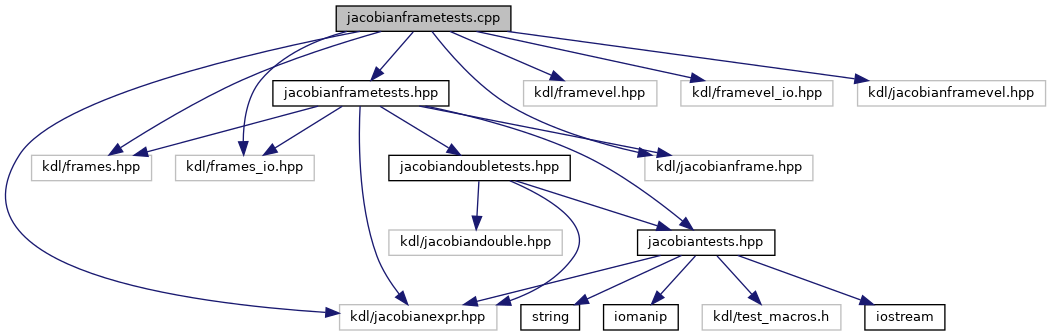 jacobianframetests.cpp
jacobianframetests.hpp
kdl/framevel.hpp
kdl/framevel_io.hpp
kdl/jacobianframevel.hpp
kdl/frames.hpp
kdl/frames_io.hpp
jacobiandoubletests.hpp
kdl/jacobianframe.hpp
kdl/jacobiandouble.hpp
jacobiantests.hpp
kdl/jacobianexpr.hpp
string
iomanip
kdl/test_macros.h
iostream